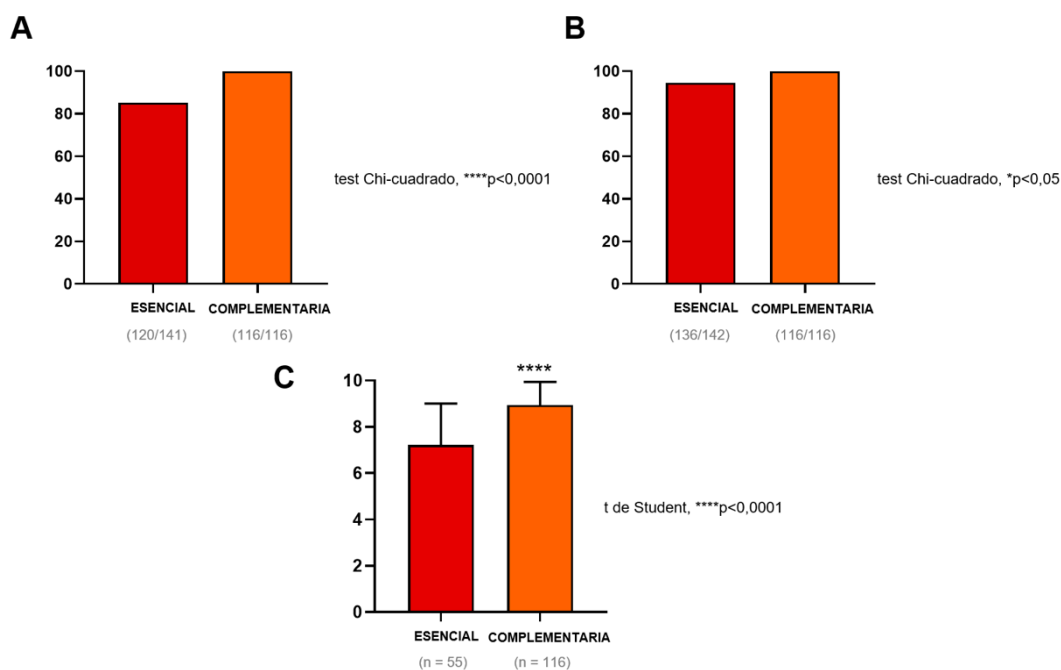 A
100
80
60
40
20
0
ESENCIAL
COMPLEMENTARIA
(120/141)
(116/116)
test Chi-cuadrado, ****p<0,0001
B
100
80
60
40
20
0
ESENCIAL
COMPLEMENTARIA
(136/142)
(116/116)
test Chi-cuadrado, *p<0,05
C
10
8
6
4
2
0
****
ESENCIAL
COMPLEMENTARIA
(n = 55)
(n = 116)
t de Student, ****p<0,0001